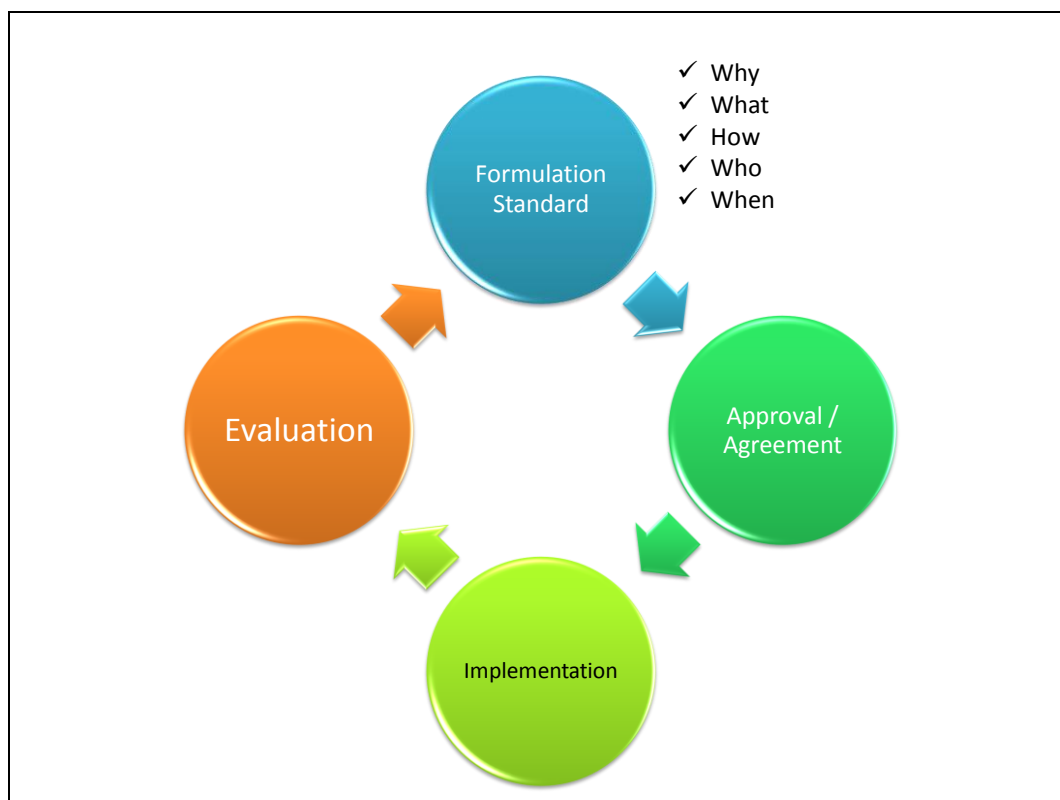 ✓ Why
✓ What
✓ How
✓ Who
✓ When
Formulation
Standard
Approval /
Agreement
Implementation
Evaluation